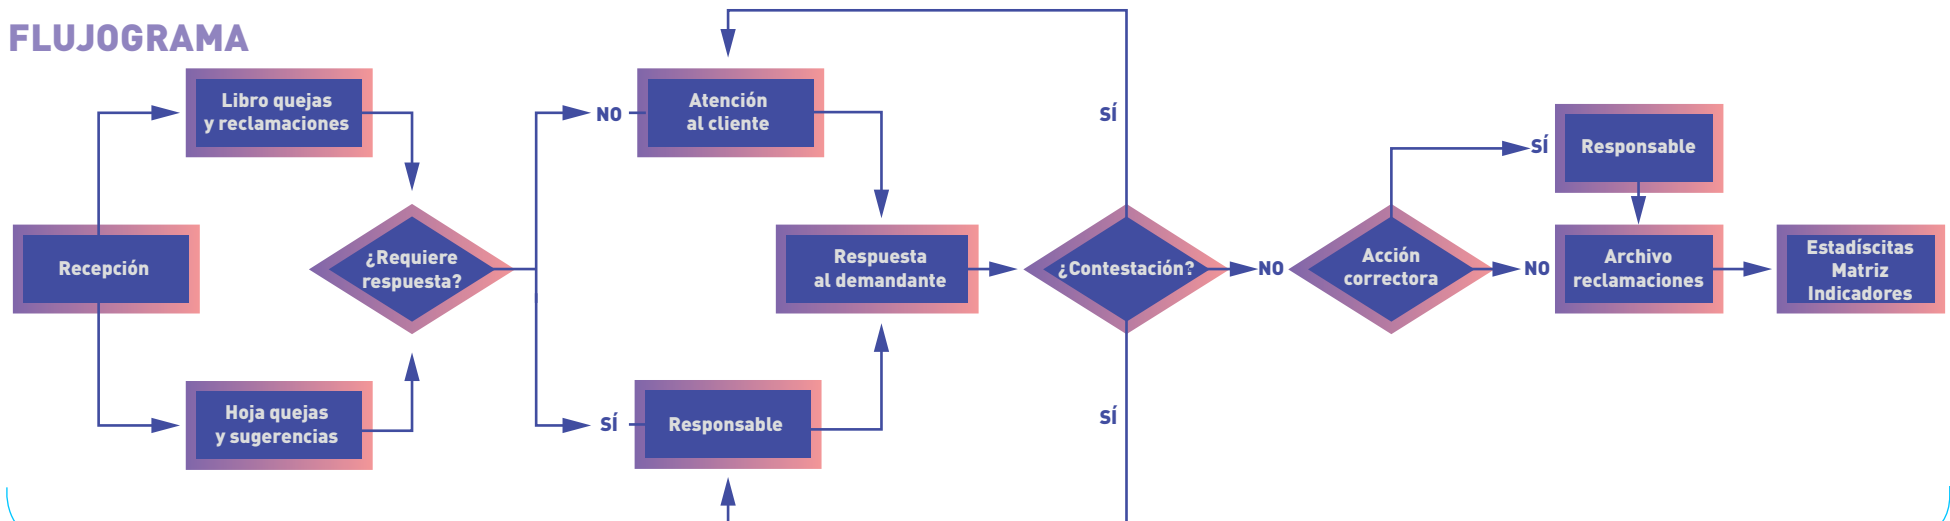 FLUJOGRAMA
Recepción
Libro quejas
y reclamaciones
Hoja quejas
y sugerencias
¿Requiere
respuesta?
NO
Atención
al cliente
SÍ
Responsable
Respuesta
al demandante
¿Contestación?
SÍ
SÍ
NO
Acción
correctora
SÍ
Responsable
NO
Archivo
reclamaciones
Estadíscitas
Matriz
Indicadores